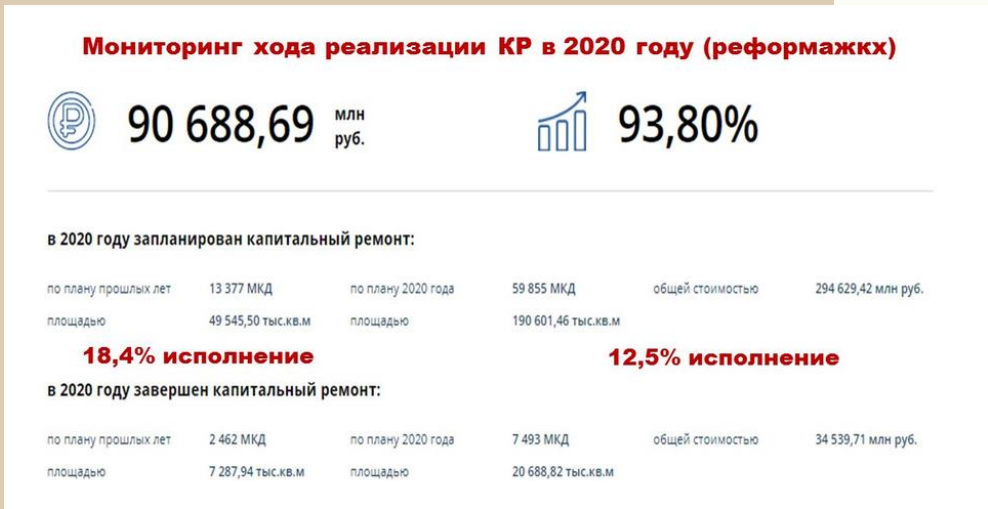 Мониторинг хода реализации КР в 2020 году (реформажкх)
90 688,69 млн руб. 93,80%
в 2020 году запланирован капитальный ремонт:
по плану прошлых лет 13 377 МКД по плану 2020 года 59 855 МКД общей стоимостью 294 629,42 млн руб.
площадью 49 545,50 тыс.кв.м площадью 190 601,46 тыс.кв.м
18,4% исполнение 12,5% исполнение
в 2020 году завершен капитальный ремонт:
по плану прошлых лет 2 462 МКД по плану 2020 года 7 493 МКД общей стоимостью 34 539,71 млн руб.
площадью 7 287,94 тыс.кв.м площадью 20 688,82 тыс.кв.м